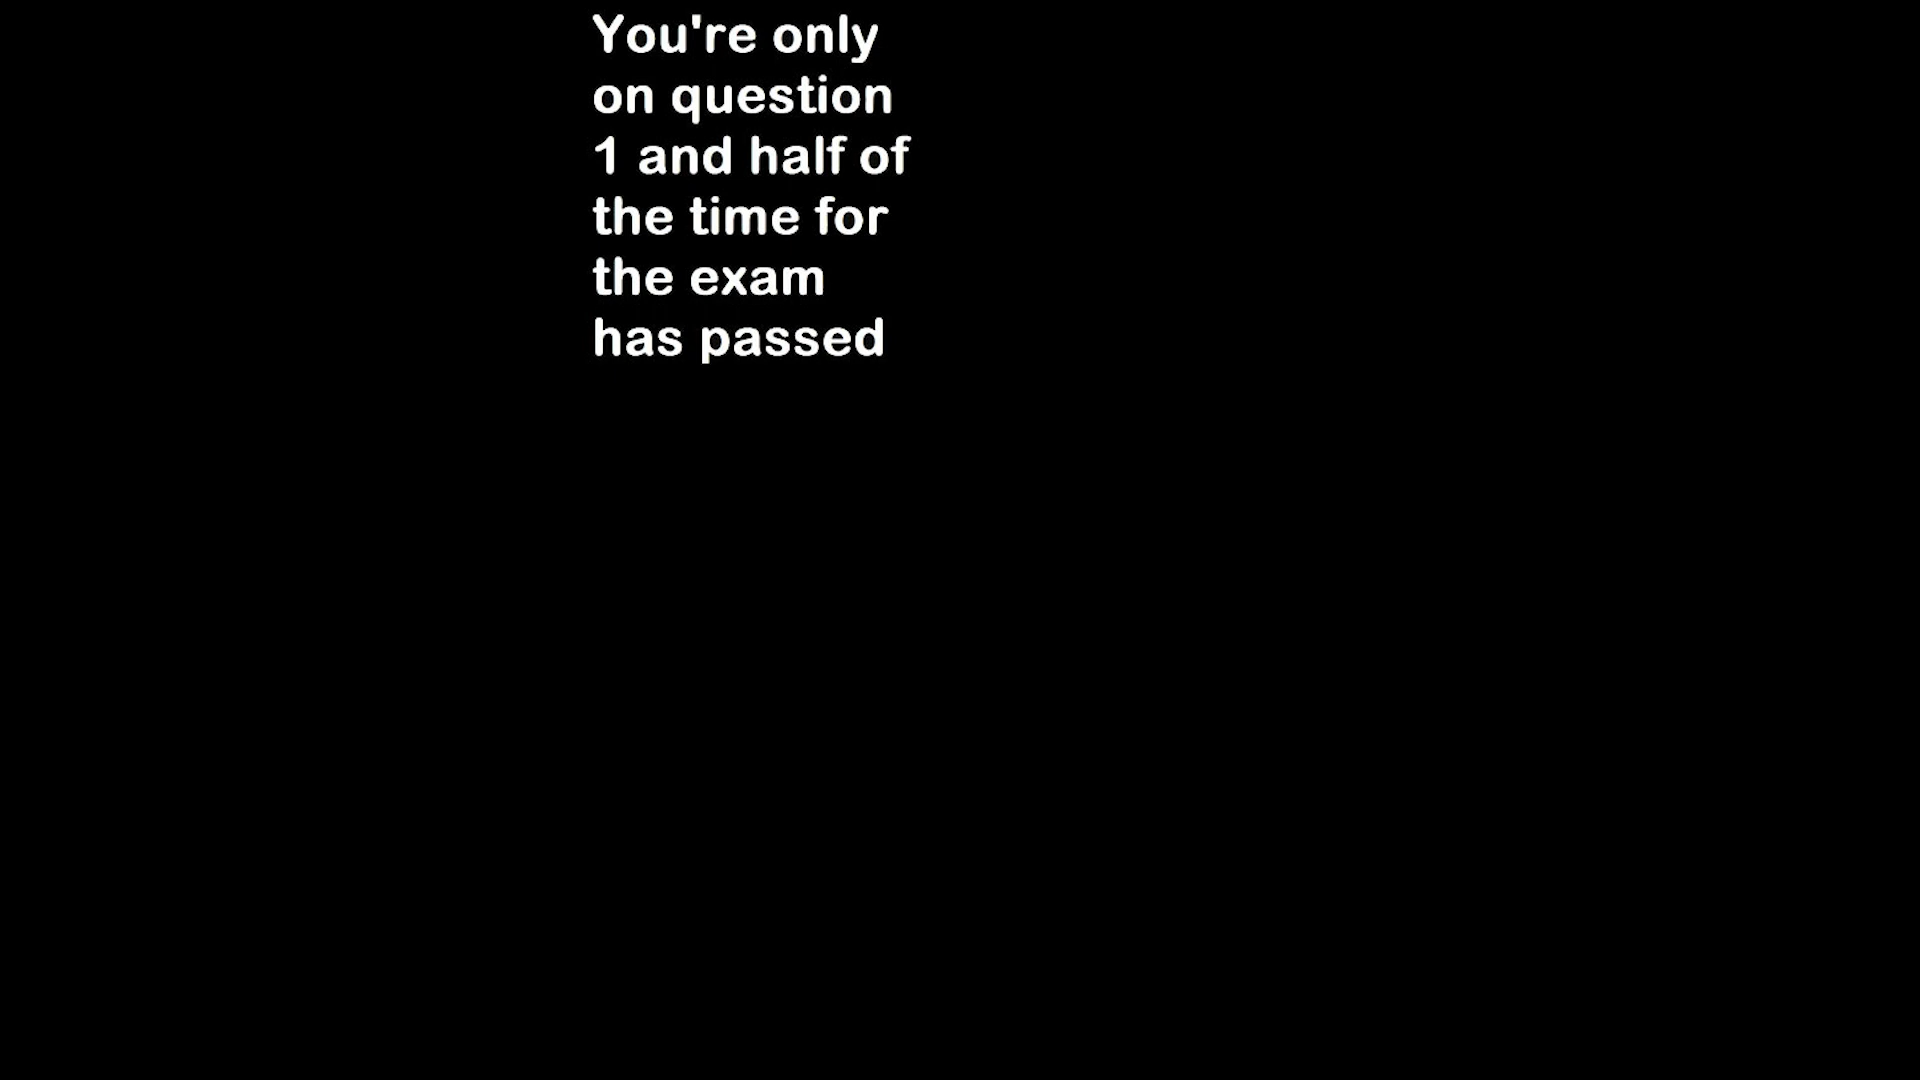 You're only
on question
1 and half of
the time for
the exam
has passed